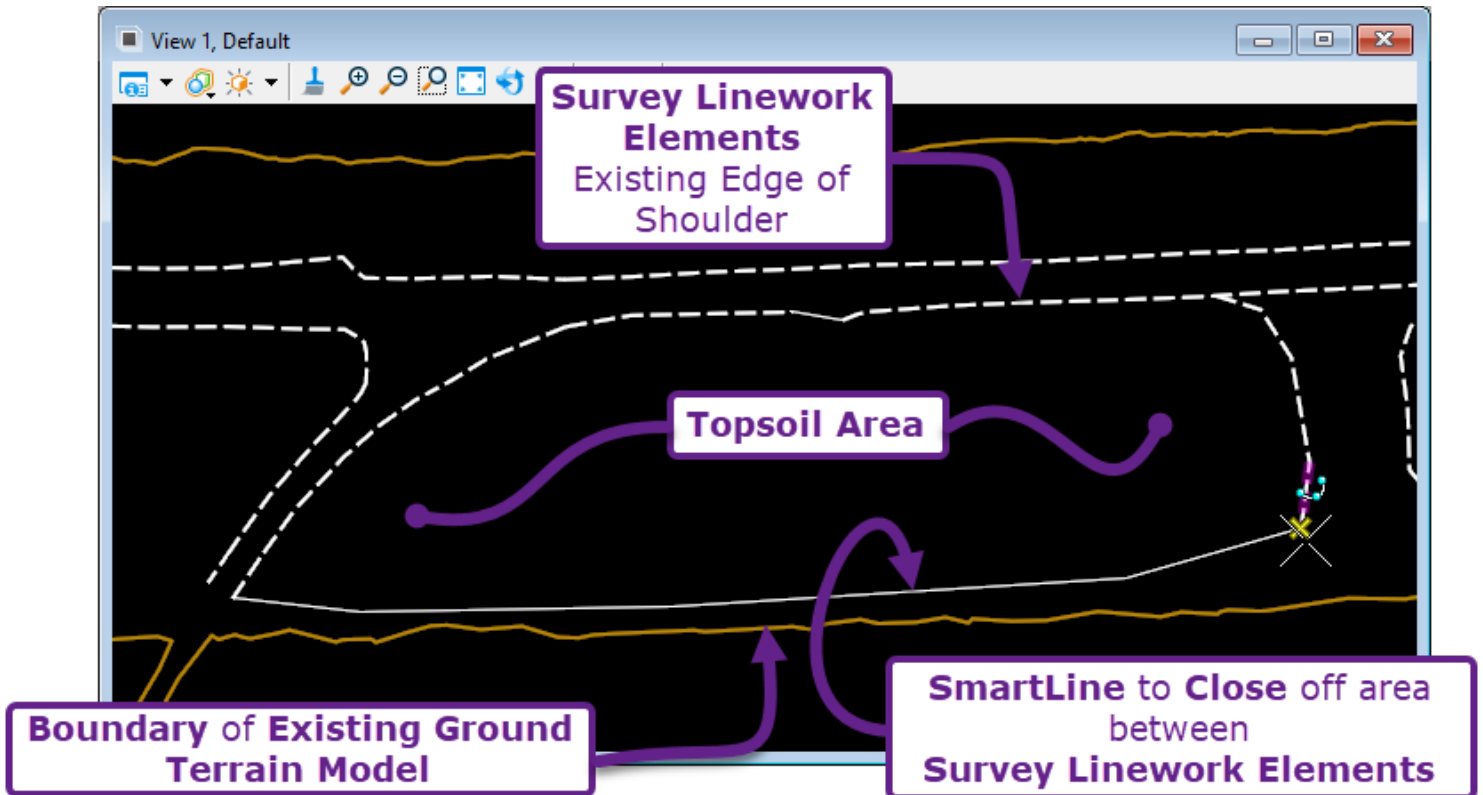 View 1, Default
Survey Linework
Elements
Existing Edge of
Shoulder
Topsoil Area
Boundary of Existing Ground
Terrain Model
SmartLine to Close off area
between
Survey Linework Elements